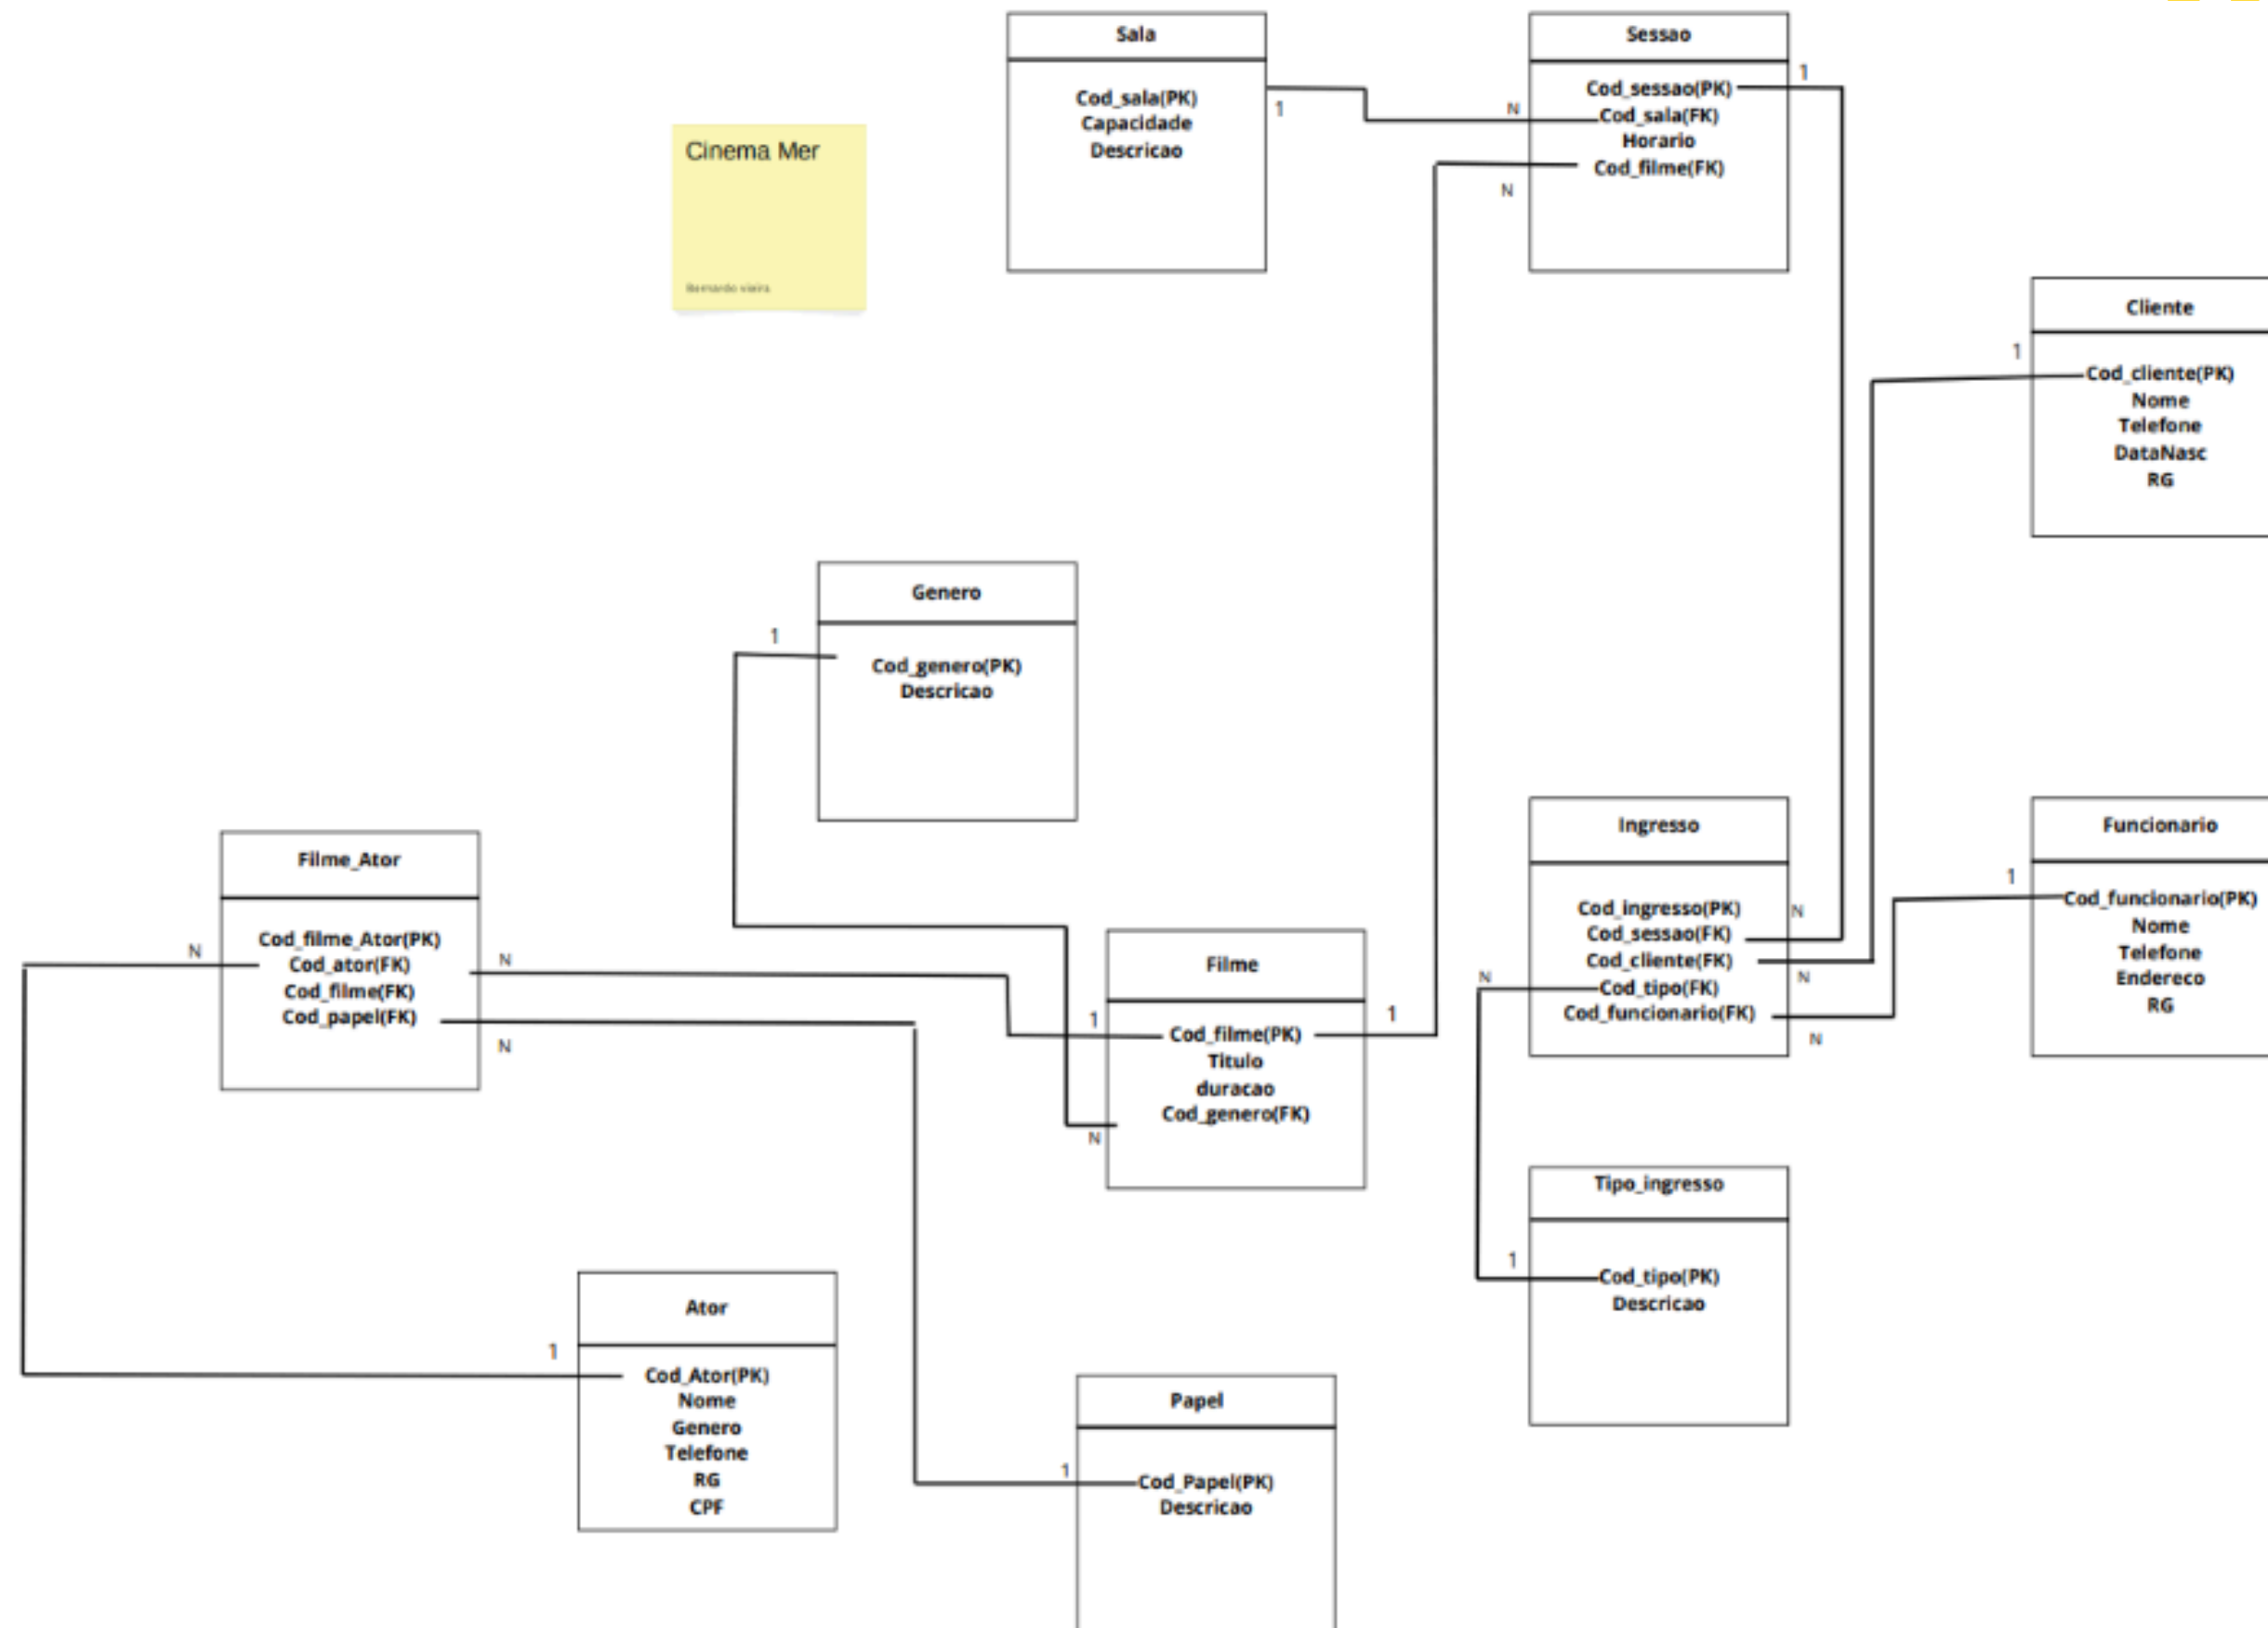 Sala
Cod_sala(PK)
Capacidade
Descricao
1
Sessao
Cod_sessao(PK)
Cod_sala(FK)
Horario
Cod_filme(FK)
1
N
N
Cinema Mer
Bernardo vieira
Cliente
1
Cod_cliente(PK)
Nome
Telefone
DataNasc
RG
Genero
1
Cod_genero(PK)
Descricao
Filme_Ator
Cod_filme_Ator(PK)
Cod_ator(FK)
Cod_filme(FK)
Cod_papel(FK)
N
N
N
Filme
1
1
Cod_filme(PK)
Titulo
duracao
Cod_genero(FK)
N
Ingresso
Cod_ingresso(PK)
Cod_sessao(FK)
Cod_cliente(FK)
Cod_tipo(FK)
Cod_funcionario(FK)
N
N
N
N
Funcionario
1
Cod_funcionario(PK)
Nome
Telefone
Endereco
RG
Tipo_ingresso
1
Cod_tipo(PK)
Descricao
Ator
1
Cod_Ator(PK)
Nome
Genero
Telefone
RG
CPF
Papel
1
Cod_Papel(PK)
Descricao